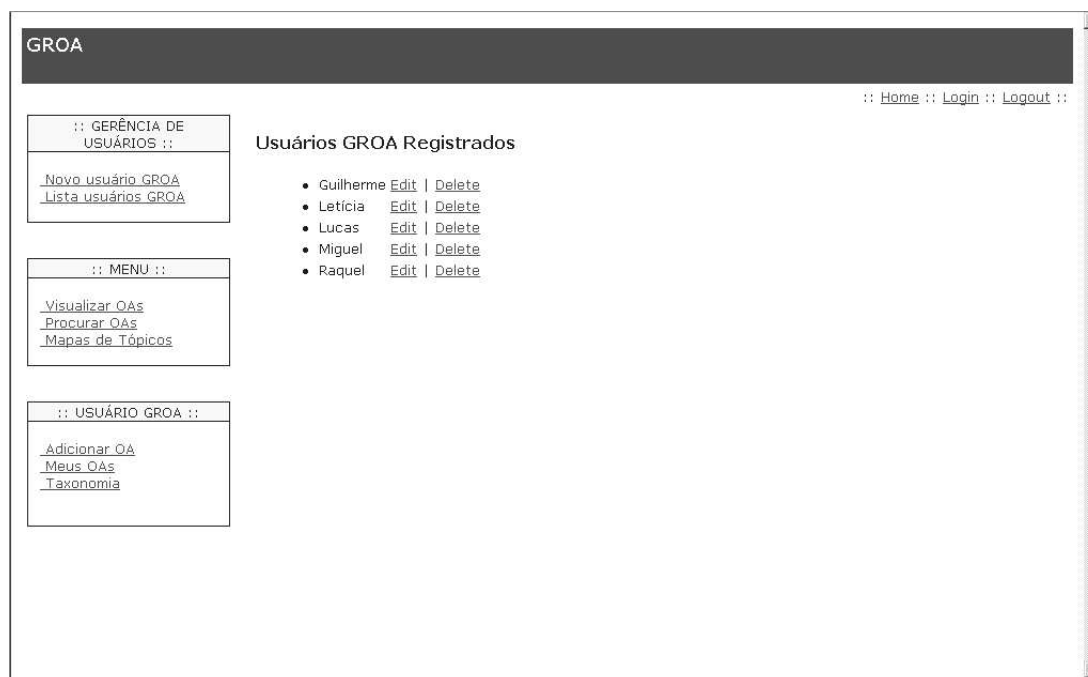 GROA
:: Home :: Login :: Logout ::
:: GERÊNCIA DE
USUÁRIOS ::
Novo usuário GROA
Lista usuários GROA
:: MENU ::
Visualizar OAs
Procurar OAs
Mapas de Tópicos
:: USUÁRIO GROA ::
Adicionar OA
Meus OAs
Taxonomia
Usuários GROA Registrados
• Guilherme Edit | Delete
• Letícia Edit | Delete
• Lucas Edit | Delete
• Miguel Edit | Delete
• Raquel Edit | Delete